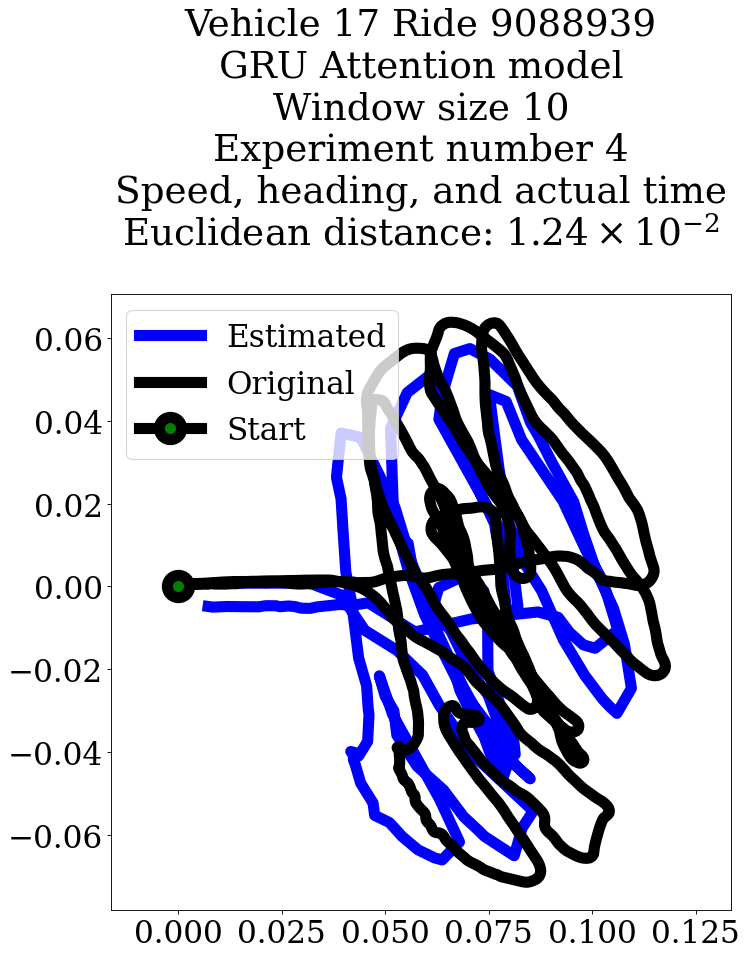 Vehicle 17 Ride 9088939
GRU Attention model
Window size 10
Experiment number 4
Speed, heading, and actual time
Euclidean distance: 1.24 × 10⁻²
Estimated
Original
Start
0.06
0.04
0.02
0.00
−0.02
−0.04
−0.06
0.000 0.025 0.050 0.075 0.100 0.125